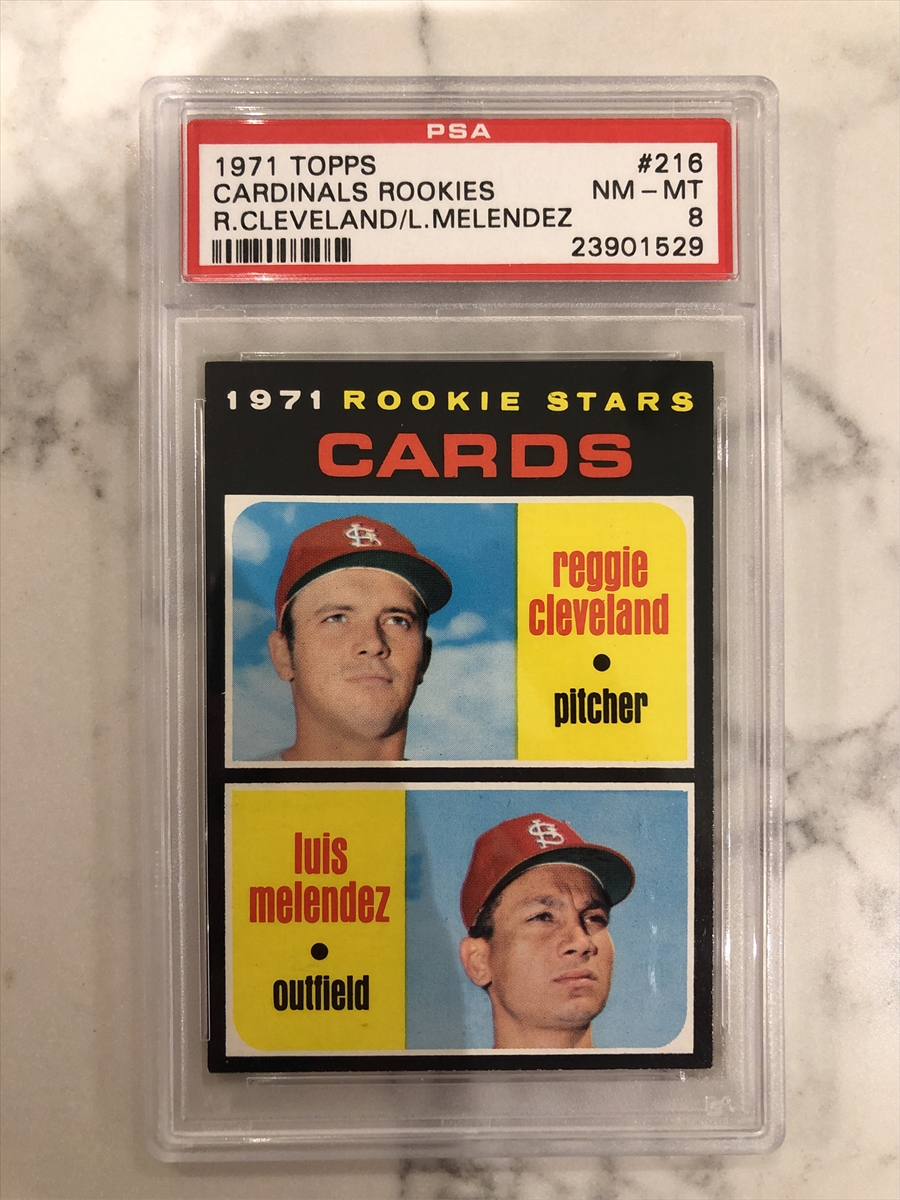 PSA
1971 TOPPS #216
CARDINALS ROOKIES NM-MT
R.CLEVELAND/L.MELENDEZ 8
23901529
1971 ROOKIE STARS
CARDS
reggie
cleveland
●
pitcher
luis
melendez
●
outfield